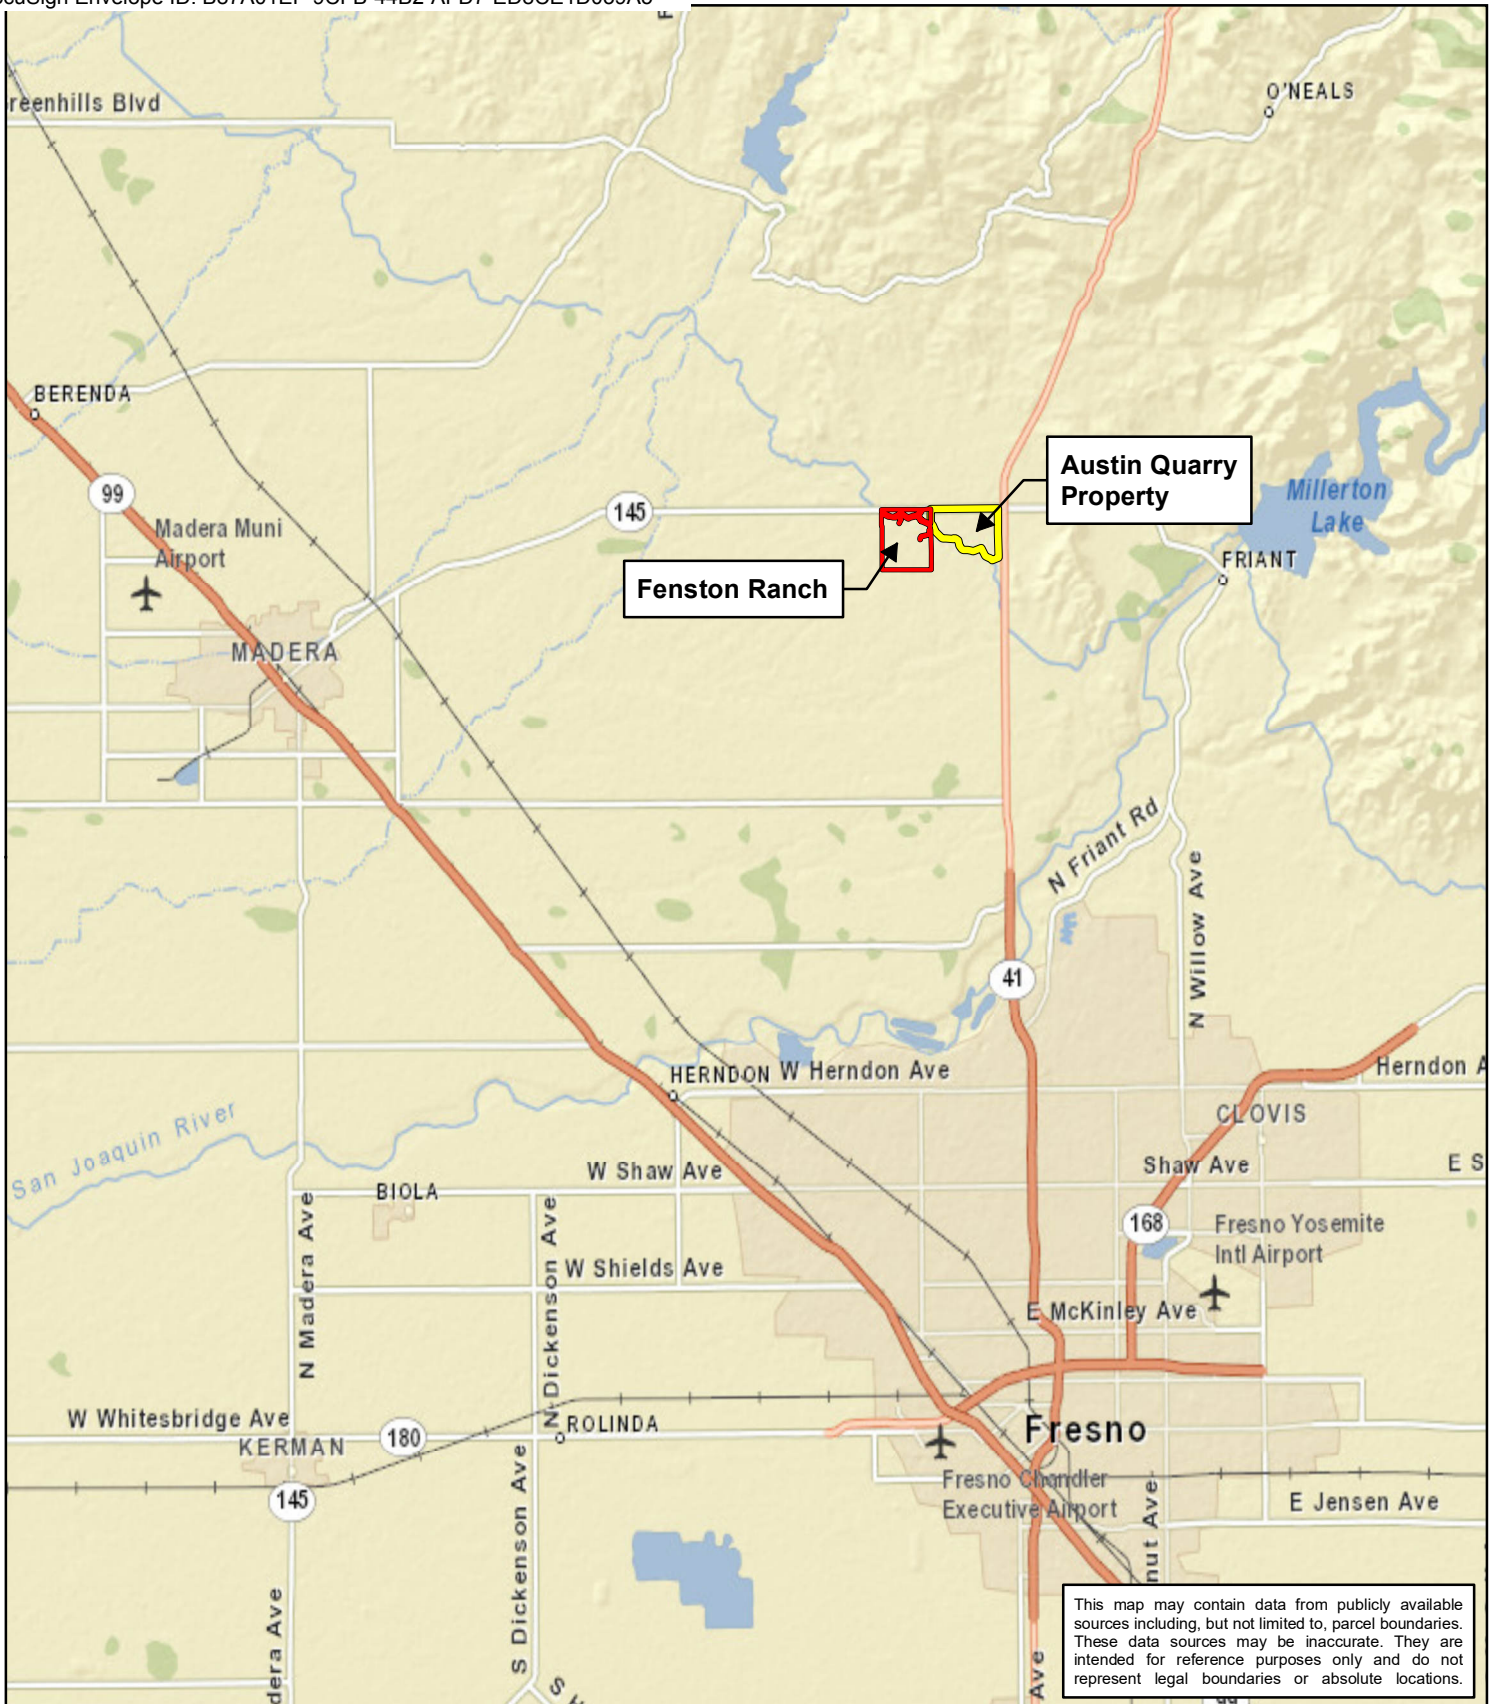 reenhills Blvd
O'NEALS
BERENDA
99
Madera Muni
Airport
145
Austin Quarry
Property
Millerton
Lake
FRIANT
Fenston Ranch
MADERA
N Friant Rd
N Willow Ave
41
HERNDON
W Herndon Ave
Herndon A
CLOVIS
San Joaquin River
W Shaw Ave
Shaw Ave
E S
BIOLA
168
Fresno Yosemite
Intl Airport
N Madera Ave
N Dickenson Ave
W Shields Ave
E McKinley Ave
W Whitesbridge Ave
KERMAN
180
ROLINDA
Fresno
145
Fresno Chandler
Executive Airport
E Jensen Ave
S Dickenson Ave
nut Ave
dera Ave
Ave
This map may contain data from publicly available
sources including, but not limited to, parcel boundaries.
These data sources may be inaccurate. They are
intended for reference purposes only and do not
represent legal boundaries or absolute locations.